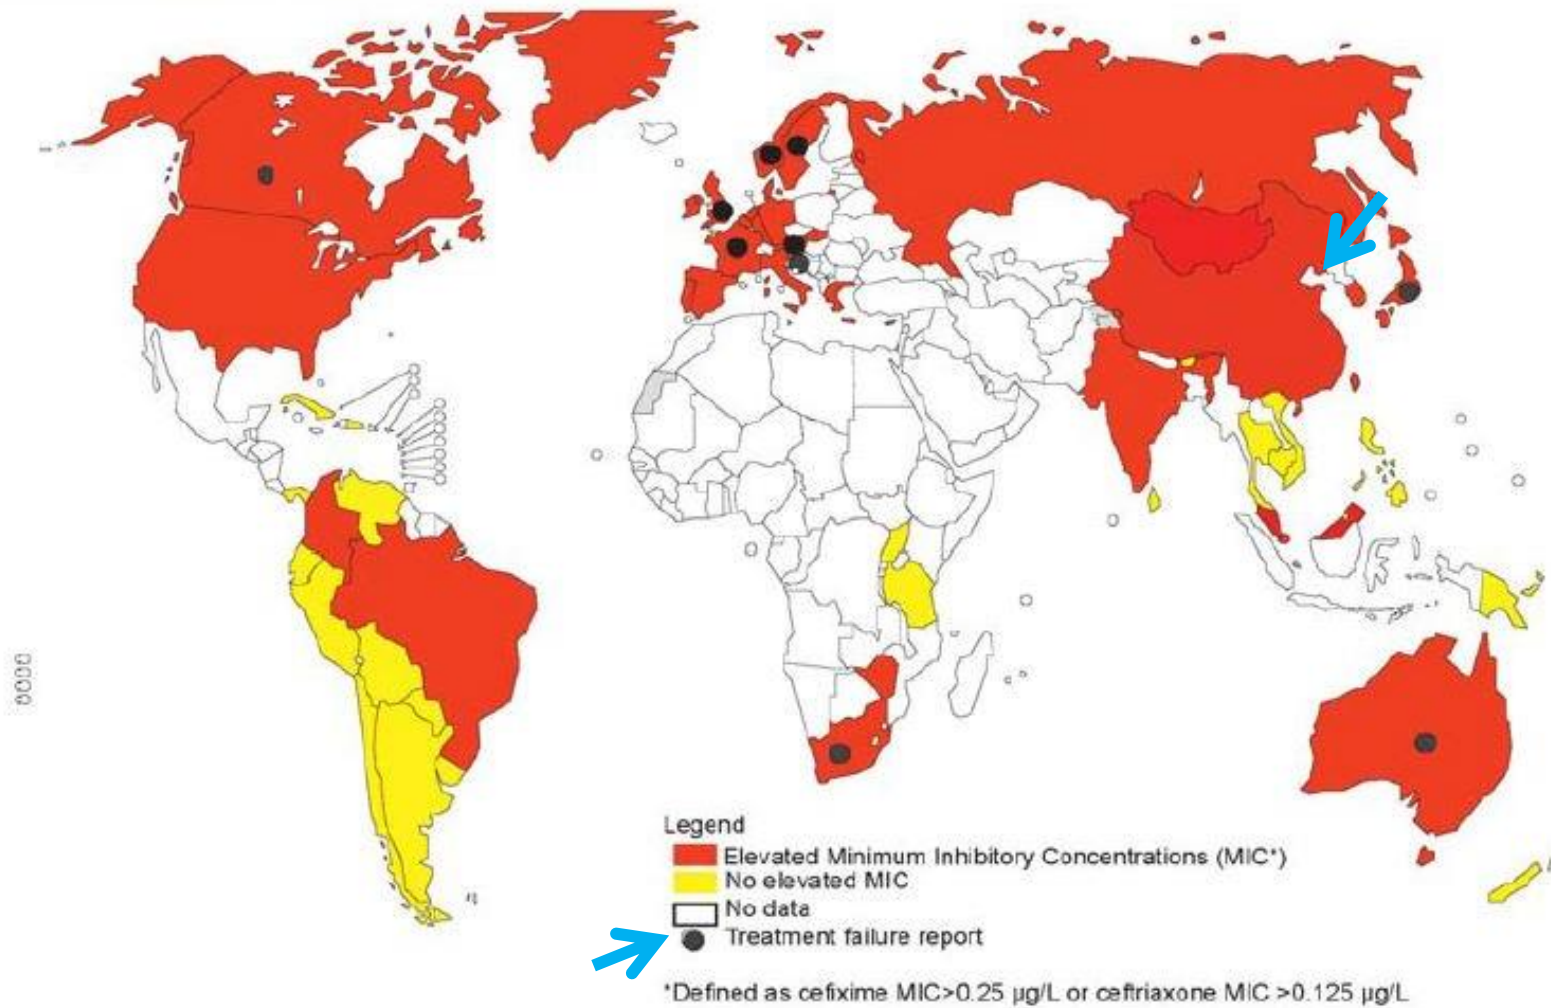 Legend
Elevated Minimum Inhibitory Concentrations (MIC*)
No elevated MIC
No data
Treatment failure report
*Defined as cefixime MIC>0.25 µg/L or ceftriaxone MIC >0.125 µg/L